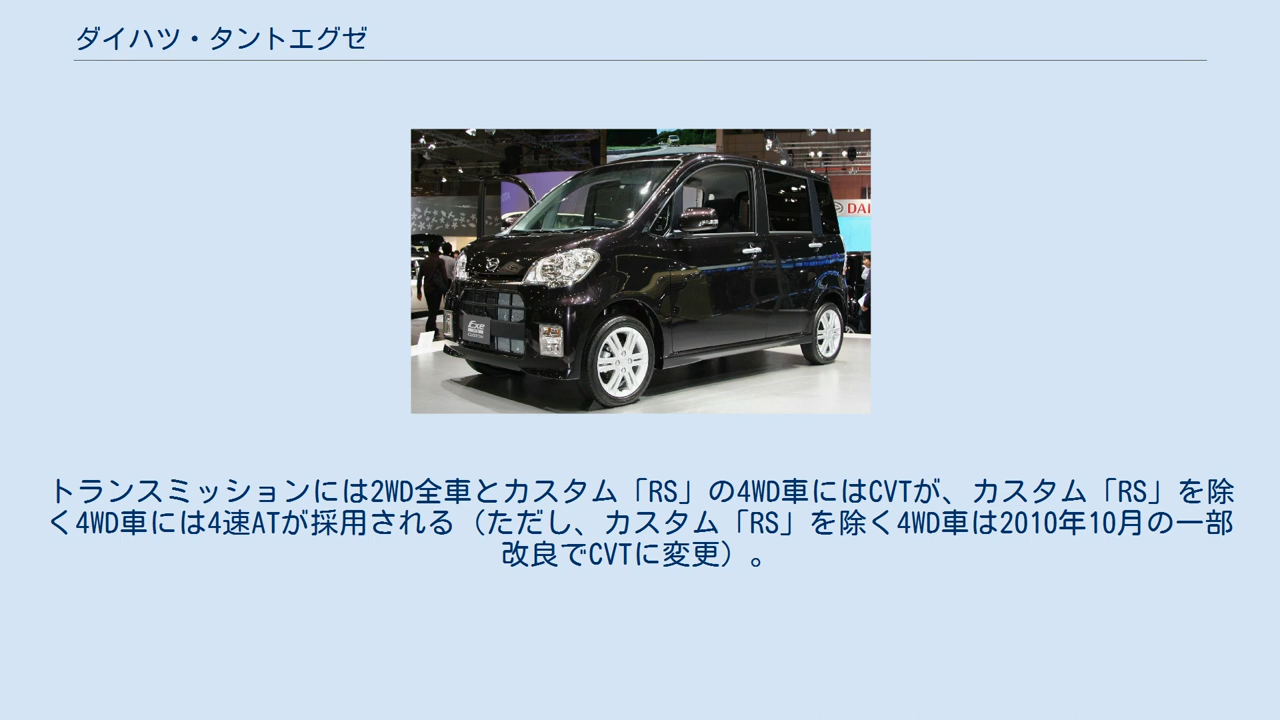 ダイハツ・タントエグゼ
DAI
Exe
トランスミッションには2WD全車とカスタム「RS」の4WD車にはCVTが、カスタム「RS」を除
く4WD車には4速ATが採用される（ただし、カスタム「RS」を除く4WD車は2010年10月の一部
改良でCVTに変更）。